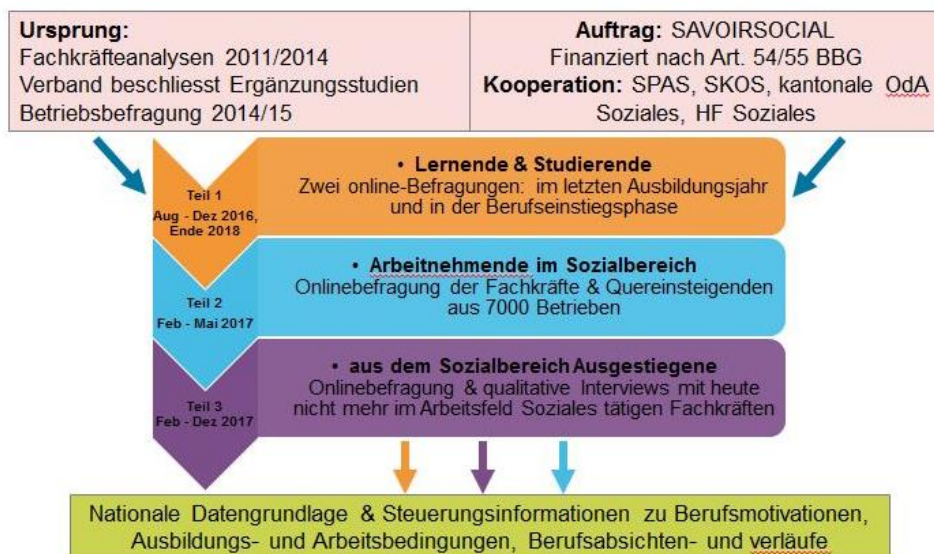 Ursprung:
Fachkräfteanalysen 2011/2014
Verband beschliesst Ergänzungsstudien
Betriebsbefragung 2014/15
Auftrag: SAVOIRSOCIAL
Finanziert nach Art. 54/55 BBG
Kooperation: SPAS, SKOS, kantonale OdA
Soziales, HF Soziales
Teil 1
Aug - Dez 2016,
Ende 2018
• Lernende & Studierende
Zwei online-Befragungen: im letzten Ausbildungsjahr
und in der Berufseinstiegsphase
Teil 2
Feb - Mai 2017
• Arbeitnehmende im Sozialbereich
Onlinebefragung der Fachkräfte & Quereinsteigenden
aus 7000 Betrieben
Teil 3
Feb - Dez 2017
• aus dem Sozialbereich Ausgestiegene
Onlinebefragung & qualitative Interviews mit heute
nicht mehr im Arbeitsfeld Soziales tätigen Fachkräften
Nationale Datengrundlage & Steuerungsinformationen zu Berufsmotivationen,
Ausbildungs- und Arbeitsbedingungen, Berufsabsichten- und verläufe